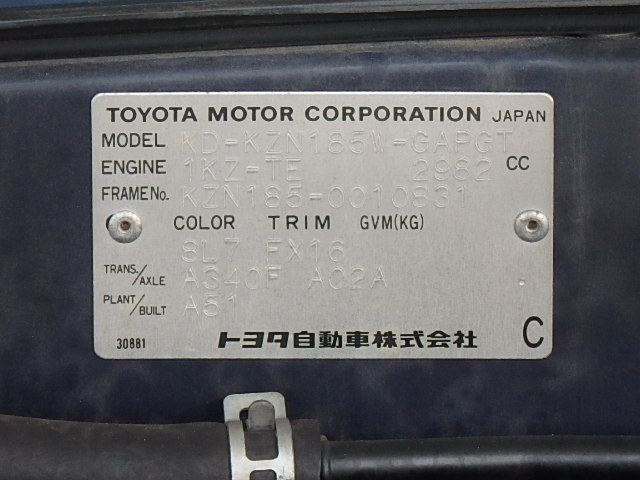 TOYOTA MOTOR CORPORATION JAPAN
MODEL KD-KZN185W-GAPGT
ENGINE 1KZ-TE 2982 CC
FRAME No. KZN185-0010831
COLOR TRIM GVM(KG)
8L7 FX16
TRANS./AXLE A340F A02A
PLANT/BUILT A51
30881 トヨタ自動車株式会社 C